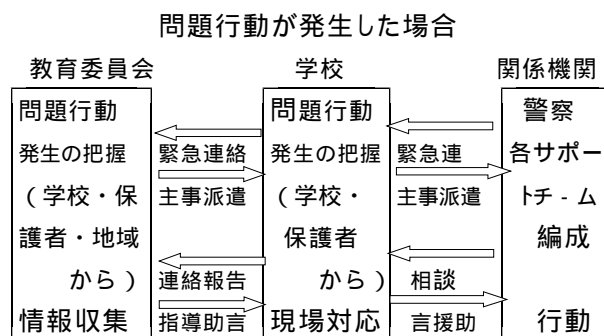 問題行動が発生した場合
教育委員会 学校 関係機関
問題行動 問題行動 警察
発生の把握 緊急連絡 発生の把握 緊急連 各サポー
（学校・保 主事派遣 （学校・ 主事派遣 トチ-ム
護者・地域 保護者 編成
から） 連絡報告 から） 相談
情報収集 指導助言 現場対応 言援助 行動